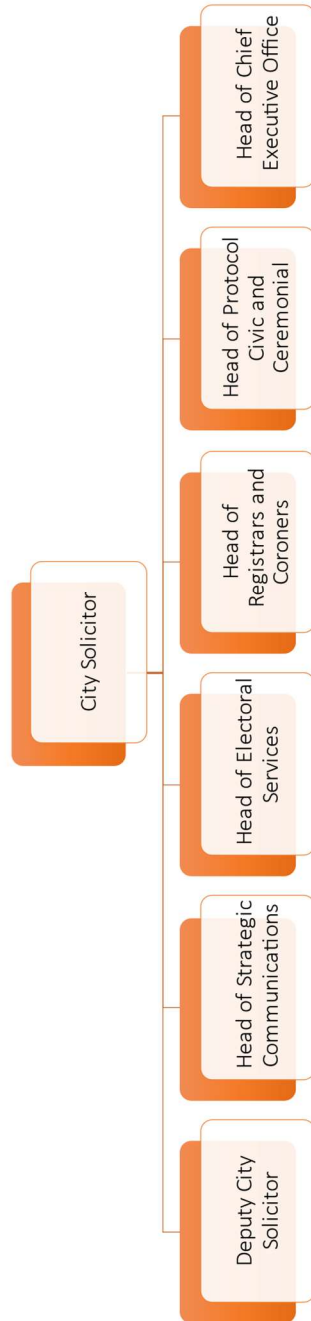 City Solicitor
Deputy City
Solicitor
Head of Strategic
Communications
Head of Electoral
Services
Head of
Registrars and
Coroners
Head of Protocol
Civic and
Ceremonial
Head of Chief
Executive Office